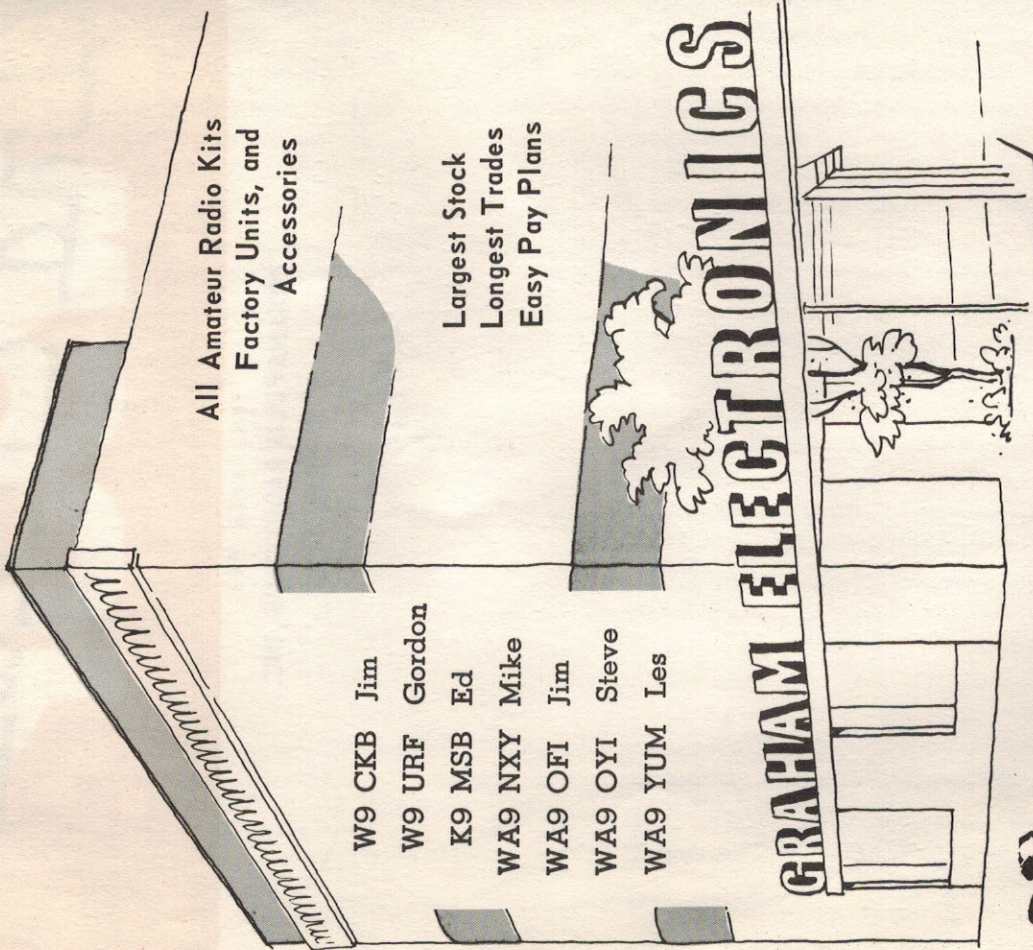 All Amateur Radio Kits
Factory Units, and
Accessories
Largest Stock
Longest Trades
Easy Pay Plans
W9 CKB Jim
W9 URF Gordon
K9 MSB Ed
WA9 NXY Mike
WA9 OFI Jim
WA9 OYI Steve
WA9 YUM Les
GRAHAM ELECTRONICS